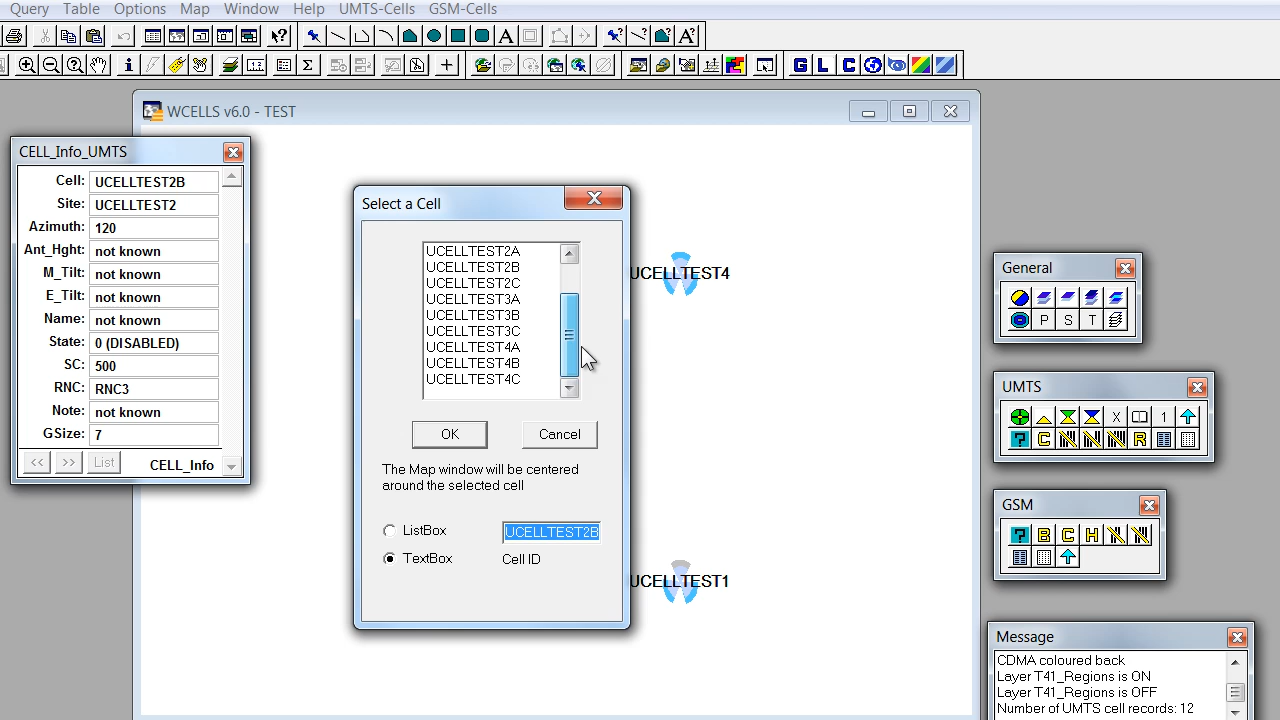 Query Table Options Map Window Help UMT​S-Cells GSM-Cells
WCELLS v6.0 - TEST
CELL_Info_UMTS
Cell: UCELLTEST2B
Site: UCELLTEST2
Azimuth: 120
Ant_Hght: not known
M_Tilt: not known
E_Tilt: not known
Name: not known
State: 0 (DISABLED)
SC: 500
RNC: RNC3
Note: not known
GSize: 7
<< >> List CELL_Info
Select a Cell
UCELLTEST2A
UCELLTEST2B
UCELLTEST2C
UCELLTEST3A
UCELLTEST3B
UCELLTEST3C
UCELLTEST4A
UCELLTEST4B
UCELLTEST4C
OK Cancel
The Map window will be centered
around the selected cell
ListBox UCELLTEST2B
TextBox Cell ID
UCELLTEST4
UCELLTEST1
General
P S T
UMTS
X 1
? C R
GSM
? B C H
Message
CDMA coloured back
Layer T41_Regions is ON
Layer T41_Regions is OFF
Number of UMTS cell records: 12